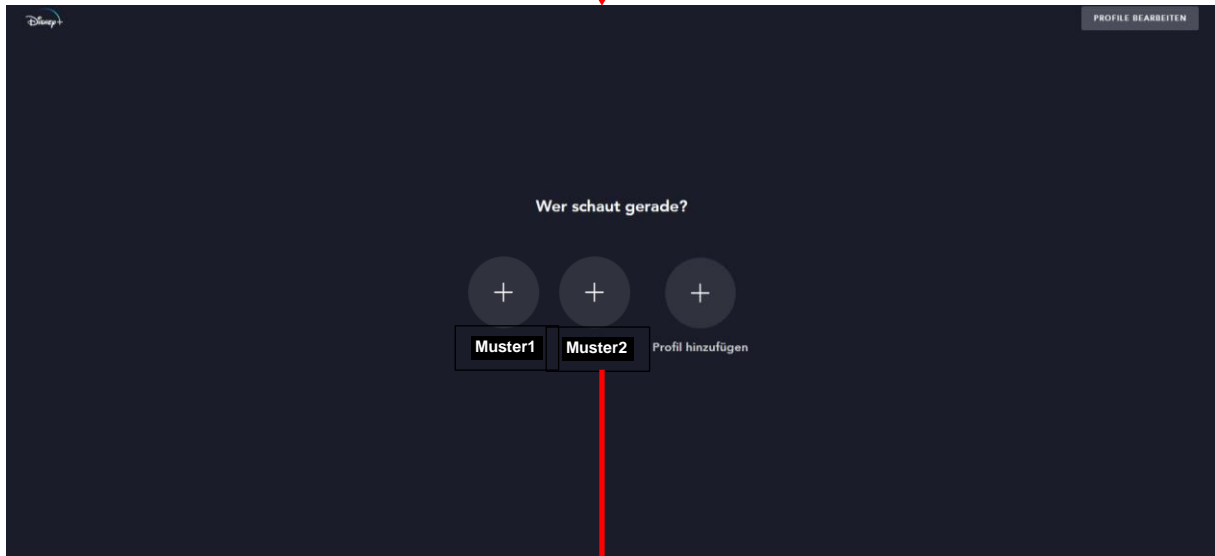 Disney+
PROFILE BEARBEITEN
Wer schaut gerade?
Muster1 Muster2 Profil hinzufügen